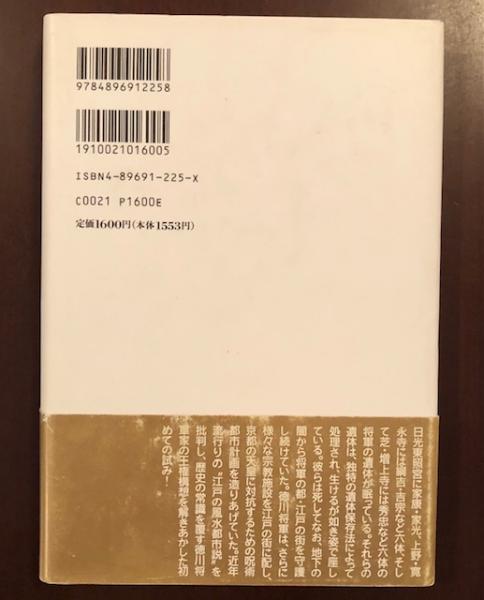 9784896912258
1910021016005
ISBN4-89691-225-X
C0021 P1600E
定価1600円(本体1553円)
日光東照宮に家族・家光、上野・寛
永寺には綱吉・吉宗など六体、そし
て芝・増上寺には秀忠など六体の
将軍の遺体が眠っている。それらの
遺体は、独特の遺体保存法によって
処理され、生けるが如き姿で座し
ている。彼らは死してなお、地下の
闇から将軍の都“江戸の街を守護
し続けていた。徳川将軍は、さらに
様々な宗教施設を江戸の街に配し、
京都の天皇に対抗するための呪術
都市計画を造りあげていた。近年
流行りの“江戸の風水都市説”を
批判し、歴史の常識を覆す徳川将
軍家の王権構想を解きあかした初
めての試み!